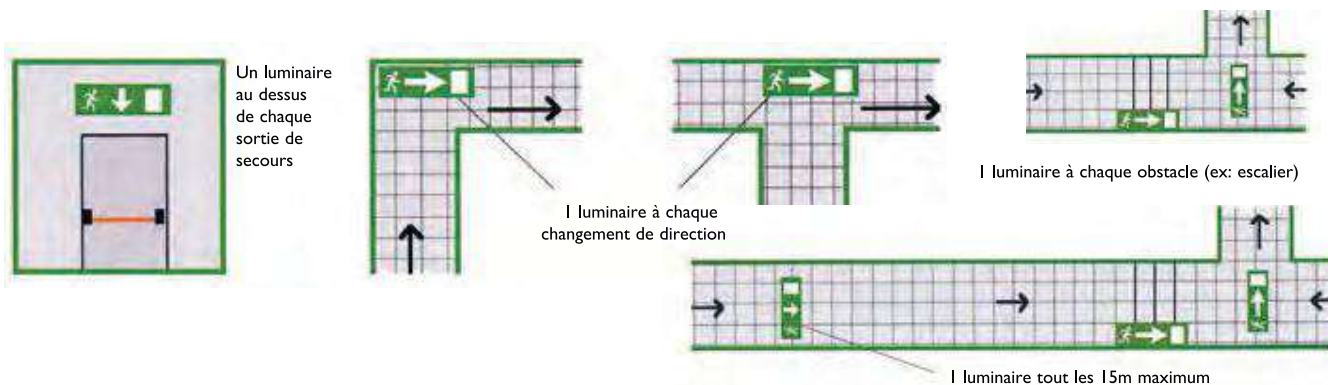 Un luminaire
au dessus
de chaque
sortie de
secours
1 luminaire à chaque
changement de direction
1 luminaire à chaque obstacle (ex: escalier)
1 luminaire tout les 15m maximum